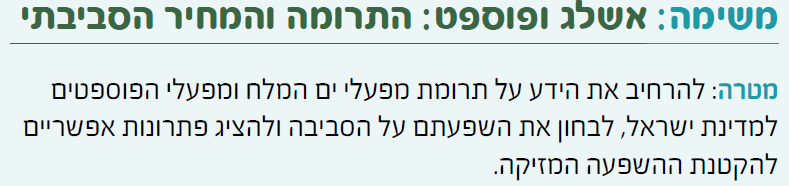 משימה: אשלג ופוספט: התרומה והמחיר הסביבתי
מטרה: להרחיב את הידע על תרומת מפעלי ים המלח ומפעלי הפוספטים
למדינת ישראל, לבחון את השפעתם על הסביבה ולהציג פתרונות אפשריים
להקטנת ההשפעה המזיקה.